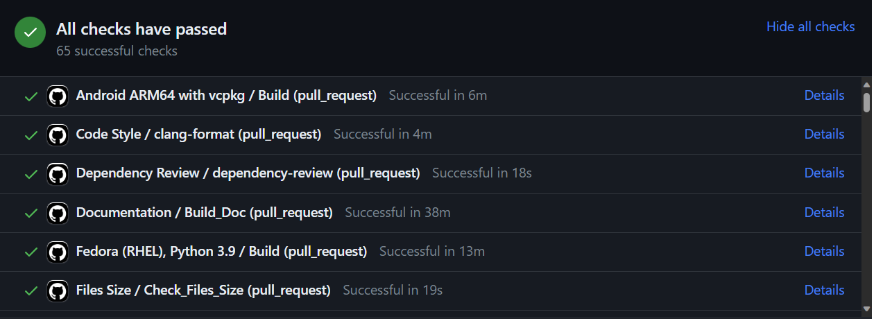 All checks have passed
Hide all checks
65 successful checks
Android ARM64 with vcpkg / Build (pull_request) Successful in 6m Details
Code Style / clang-format (pull_request) Successful in 4m Details
Dependency Review / dependency-review (pull_request) Successful in 18s Details
Documentation / Build_Doc (pull_request) Successful in 38m Details
Fedora (RHEL), Python 3.9 / Build (pull_request) Successful in 13m Details
Files Size / Check_Files_Size (pull_request) Successful in 19s Details